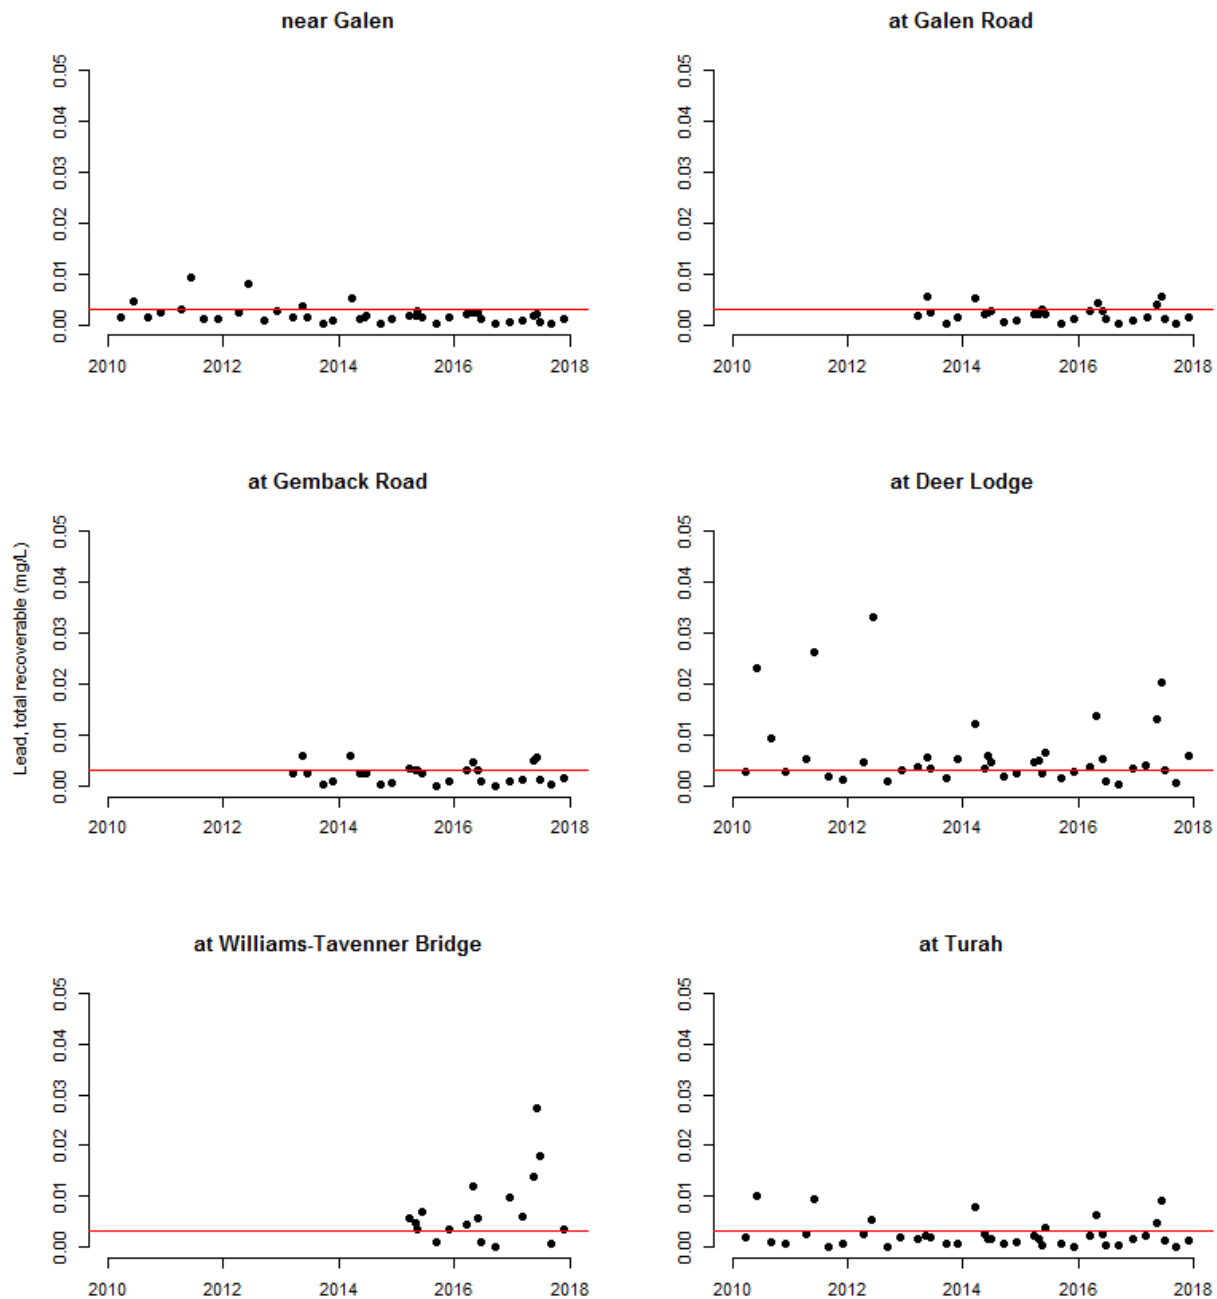 near Galen
0.05
0.04
0.03
0.02
0.01
0.00
2010 2012 2014 2016 2018
at Galen Road
0.05
0.04
0.03
0.02
0.01
0.00
2010 2012 2014 2016 2018
Lead, total recoverable (mg/L)
at Gemback Road
0.05
0.04
0.03
0.02
0.01
0.00
2010 2012 2014 2016 2018
at Deer Lodge
0.05
0.04
0.03
0.02
0.01
0.00
2010 2012 2014 2016 2018
at Williams-Tavenner Bridge
0.05
0.04
0.03
0.02
0.01
0.00
2010 2012 2014 2016 2018
at Turah
0.05
0.04
0.03
0.02
0.01
0.00
2010 2012 2014 2016 2018